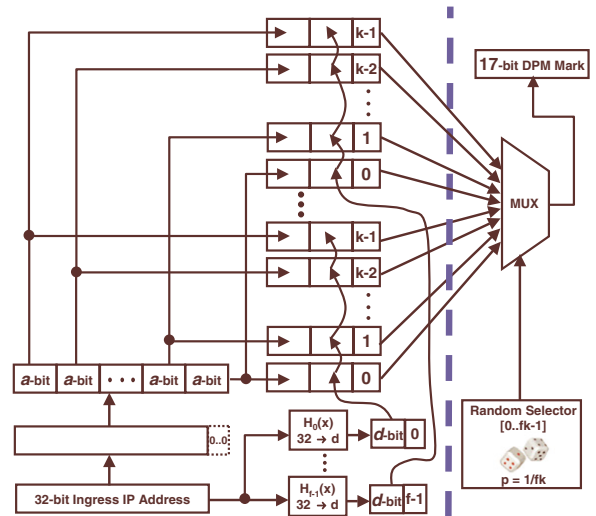 k-1
k-2
1
0
k-1
k-2
1
0
17-bit DPM Mark
MUX
a-bit a-bit a-bit a-bit
0..0
32-bit Ingress IP Address
H0(x)
32 → d
d-bit 0
Hf-1(x)
32 → d
d-bit f-1
Random Selector
[0..fk-1]
p = 1/fk